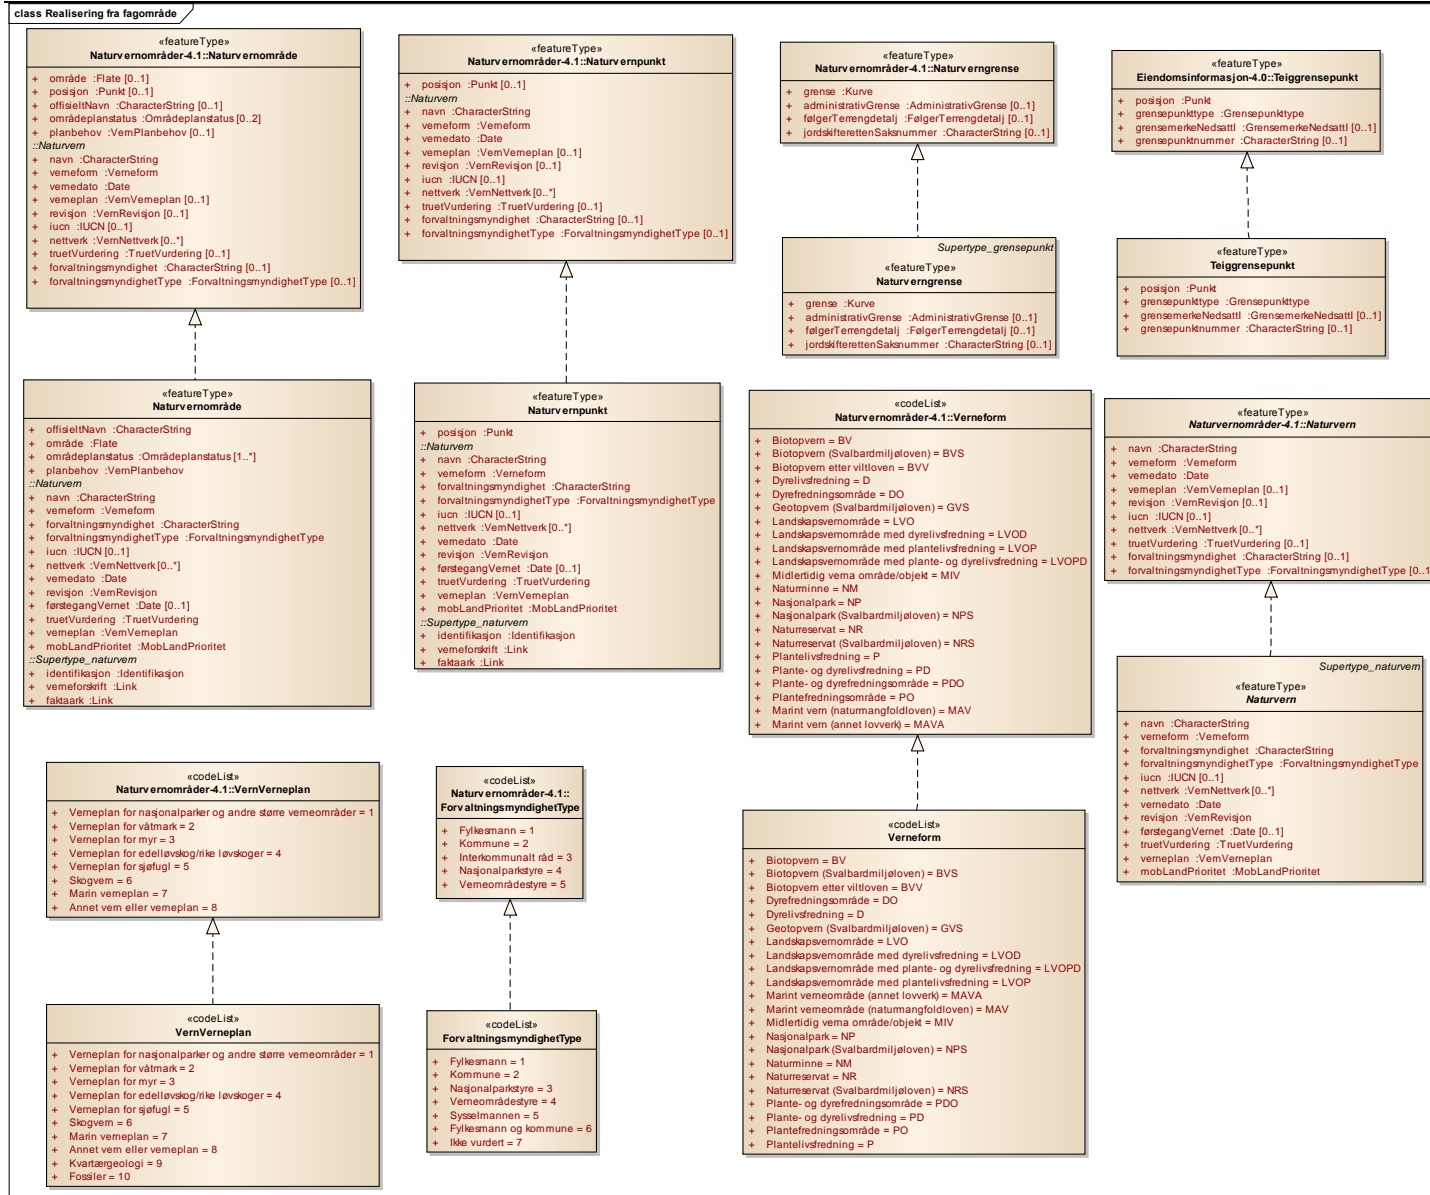 class Realisering fra fagområde
«featureType»
Naturvernområder-4.1::Naturvernområde
+ område :Flate [0..1]
+ posisjon :Punkt [0..1]
+ offisieltNavn :CharacterString [0..1]
+ områdeplanstatus :Områdeplanstatus [0..2]
+ planbehov :VernPlanbehov [0..1]
::Naturvern
+ navn :CharacterString
+ verneform :Verneform
+ vernedato :Date
+ verneplan :VernVerneplan [0..1]
+ revisjon :VernRevisjon [0..1]
+ iucn :IUCN [0..1]
+ nettverk :VernNettverk [0..*]
+ truetVurdering :TruetVurdering [0..1]
+ forvaltningsmyndighet :CharacterString [0..1]
+ forvaltningsmyndighetType :ForvaltningsmyndighetType [0..1]
«featureType»
Naturvernområder-4.1::Naturvernpunkt
+ posisjon :Punkt [0..1]
::Naturvern
+ navn :CharacterString
+ verneform :Verneform
+ vernedato :Date
+ verneplan :VernVerneplan [0..1]
+ revisjon :VernRevisjon [0..1]
+ iucn :IUCN [0..1]
+ nettverk :VernNettverk [0..*]
+ truetVurdering :TruetVurdering [0..1]
+ forvaltningsmyndighet :CharacterString [0..1]
+ forvaltningsmyndighetType :ForvaltningsmyndighetType [0..1]
«featureType»
Naturvernområder-4.1::Naturverngrense
+ grense :Kurve
+ administrativGrense :AdministrativGrense [0..1]
+ følgerTerrengdetalj :FølgerTerrengdetalj [0..1]
+ jordskifterettenSaksnummer :CharacterString [0..1]
«featureType»
Eiendomsinformasjon-4.0::Teiggrensepunkt
+ posisjon :Punkt
+ grensepunkttype :Grensepunkttype
+ grensemerkeNedsattI :GrensemerkeNedsattI [0..1]
+ grensepunktnummer :CharacterString [0..1]
Supertype_grensepunkt
«featureType»
Naturverngrense
+ grense :Kurve
+ administrativGrense :AdministrativGrense [0..1]
+ følgerTerrengdetalj :FølgerTerrengdetalj [0..1]
+ jordskifterettenSaksnummer :CharacterString [0..1]
«featureType»
Teiggrensepunkt
+ posisjon :Punkt
+ grensepunkttype :Grensepunkttype
+ grensemerkeNedsattI :GrensemerkeNedsattI [0..1]
+ grensepunktnummer :CharacterString [0..1]
«featureType»
Naturvernområde
+ offisieltNavn :CharacterString
+ område :Flate
+ områdeplanstatus :Områdeplanstatus [1..*]
+ planbehov :VernPlanbehov
::Naturvern
+ navn :CharacterString
+ verneform :Verneform
+ forvaltningsmyndighet :CharacterString
+ forvaltningsmyndighetType :ForvaltningsmyndighetType
+ iucn :IUCN [0..1]
+ nettverk :VernNettverk [0..*]
+ vernedato :Date
+ revisjon :VernRevisjon
+ førstegangVernet :Date [0..1]
+ truetVurdering :TruetVurdering
+ verneplan :VernVerneplan
+ mobLandPrioritet :MobLandPrioritet
::Supertype_naturvern
+ identifikasjon :Identifikasjon
+ verneforskrift :Link
+ faktaark :Link
«featureType»
Naturvernpunkt
+ posisjon :Punkt
::Naturvern
+ navn :CharacterString
+ verneform :Verneform
+ forvaltningsmyndighet :CharacterString
+ forvaltningsmyndighetType :ForvaltningsmyndighetType
+ iucn :IUCN [0..1]
+ nettverk :VernNettverk [0..*]
+ vernedato :Date
+ revisjon :VernRevisjon
+ førstegangVernet :Date [0..1]
+ truetVurdering :TruetVurdering
+ verneplan :VernVerneplan
+ mobLandPrioritet :MobLandPrioritet
::Supertype_naturvern
+ identifikasjon :Identifikasjon
+ verneforskrift :Link
+ faktaark :Link
«codeList»
Naturvernområder-4.1::Verneform
+ Biotopvern = BV
+ Biotopvern (Svalbardmiljøloven) = BVS
+ Biotopvern etter viltloven = BVV
+ Dyrelivsfredning = D
+ Dyrefredningsområde = DO
+ Geotopvern (Svalbardmiljøloven) = GVS
+ Landskapsvernområde = LVO
+ Landskapsvernområde med dyrelivsfredning = LVOD
+ Landskapsvernområde med plantelivsfredning = LVOP
+ Landskapsvernområde med plante- og dyrelivsfredning = LVOPD
+ Midlertidig verna område/objekt = MIV
+ Naturminne = NM
+ Nasjonalpark = NP
+ Nasjonalpark (Svalbardmiljøloven) = NPS
+ Naturreservat = NR
+ Naturreservat (Svalbardmiljøloven) = NRS
+ Plantelivsfredning = P
+ Plante- og dyrelivsfredning = PD
+ Plante- og dyrefredningsområde = PDO
+ Plantefredningsområde = PO
+ Marint vern (naturmangfoldloven) = MAV
+ Marint vern (annet lovverk) = MAVA
«featureType»
Naturvernområder-4.1::Naturvern
+ navn :CharacterString
+ verneform :Verneform
+ vernedato :Date
+ verneplan :VernVerneplan [0..1]
+ revisjon :VernRevisjon [0..1]
+ iucn :IUCN [0..1]
+ nettverk :VernNettverk [0..*]
+ truetVurdering :TruetVurdering [0..1]
+ forvaltningsmyndighet :CharacterString [0..1]
+ forvaltningsmyndighetType :ForvaltningsmyndighetType [0..1
Supertype_naturvern
«featureType»
Naturvern
+ navn :CharacterString
+ verneform :Verneform
+ forvaltningsmyndighet :CharacterString
+ forvaltningsmyndighetType :ForvaltningsmyndighetType
+ iucn :IUCN [0..1]
+ nettverk :VernNettverk [0..*]
+ vernedato :Date
+ revisjon :VernRevisjon
+ førstegangVernet :Date [0..1]
+ truetVurdering :TruetVurdering
+ verneplan :VernVerneplan
+ mobLandPrioritet :MobLandPrioritet
«codeList»
Naturvernområder-4.1::VernVerneplan
+ Verneplan for nasjonalparker og andre større verneområder = 1
+ Verneplan for våtmark = 2
+ Verneplan for myr = 3
+ Verneplan for edelløvskog/rike løvskoger = 4
+ Verneplan for sjøfugl = 5
+ Skogvern = 6
+ Marin verneplan = 7
+ Annet vern eller verneplan = 8
«codeList»
Naturvernområder-4.1::
ForvaltningsmyndighetType
+ Fylkesmann = 1
+ Kommune = 2
+ Interkommunalt råd = 3
+ Nasjonalparkstyre = 4
+ Verneområdestyre = 5
«codeList»
Verneform
+ Biotopvern = BV
+ Biotopvern (Svalbardmiljøloven) = BVS
+ Biotopvern etter viltloven = BVV
+ Dyrefredningsområde = DO
+ Dyrelivsfredning = D
+ Geotopvern (Svalbardmiljøloven) = GVS
+ Landskapsvernområde = LVO
+ Landskapsvernområde med dyrelivsfredning = LVOD
+ Landskapsvernområde med plante- og dyrelivsfredning = LVOPD
+ Landskapsvernområde med plantelivsfredning = LVOP
+ Marint verneområde (annet lovverk) = MAVA
+ Marint verneområde (naturmangfoldloven) = MAV
+ Midlertidig verna område/objekt = MIV
+ Nasjonalpark = NP
+ Nasjonalpark (Svalbardmiljøloven) = NPS
+ Naturminne = NM
+ Naturreservat = NR
+ Naturreservat (Svalbardmiljøloven) = NRS
+ Plante- og dyrefredningsområde = PDO
+ Plante- og dyrelivsfredning = PD
+ Plantefredningsområde = PO
+ Plantelivsfredning = P
«codeList»
VernVerneplan
+ Verneplan for nasjonalparker og andre større verneområder = 1
+ Verneplan for våtmark = 2
+ Verneplan for myr = 3
+ Verneplan for edelløvskog/rike løvskoger = 4
+ Verneplan for sjøfugl = 5
+ Skogvern = 6
+ Marin verneplan = 7
+ Annet vern eller verneplan = 8
+ Kvartærgeologi = 9
+ Fossiler = 10
«codeList»
ForvaltningsmyndighetType
+ Fylkesmann = 1
+ Kommune = 2
+ Nasjonalparkstyre = 3
+ Verneområdestyre = 4
+ Sysselmannen = 5
+ Fylkesmann og kommune = 6
+ Ikke vurdert = 7